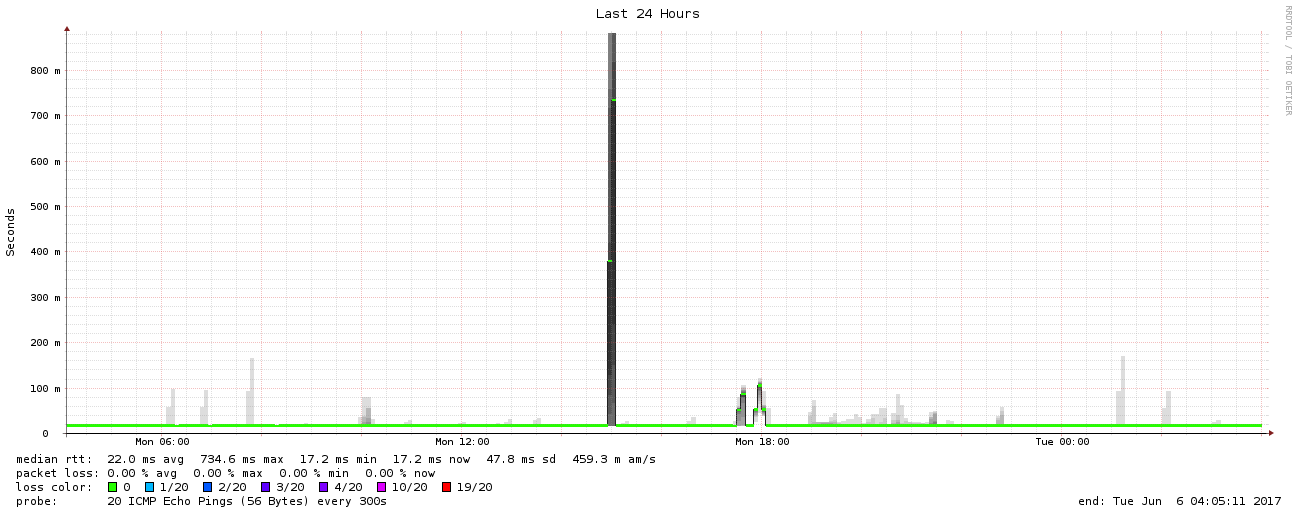 Last 24 Hours
RRDTOOL / TOBI OETIKER
Seconds
800 m
700 m
600 m
500 m
400 m
300 m
200 m
100 m
0
Mon 06:00 Mon 12:00 Mon 18:00 Tue 00:00
median rtt: 22.0 ms avg 734.6 ms max 17.2 ms min 17.2 ms now 47.8 ms sd 459.3 m am/s
packet loss: 0.00 % avg 0.00 % max 0.00 % min 0.00 % now
loss color: 0 1/20 2/20 3/20 4/20 10/20 19/20
probe: 20 ICMP Echo Pings (56 Bytes) every 300s end: Tue Jun 6 04:05:11 2017